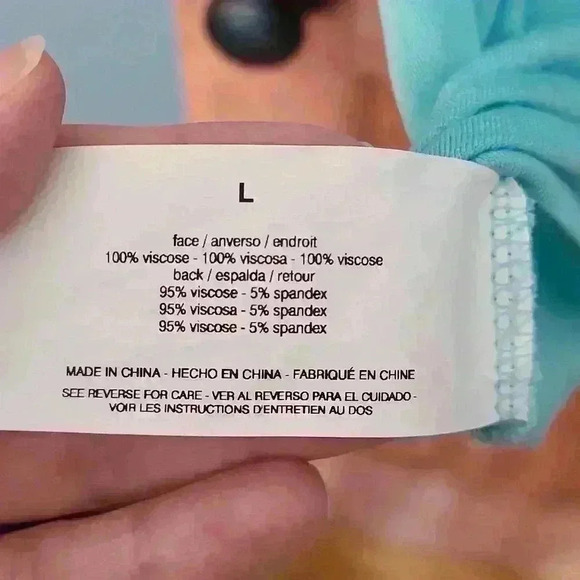 L
face / anverso / endroit
100% viscose - 100% viscosa - 100% viscose
back / espalda / retour
95% viscose - 5% spandex
95% viscosa - 5% spandex
95% viscose - 5% spandex
MADE IN CHINA - HECHO EN CHINA - FABRIQUÉ EN CHINE
SEE REVERSE FOR CARE - VER AL REVERSO PARA EL CUIDADO -
VOIR LES INSTRUCTIONS D'ENTRETIEN AU DOS